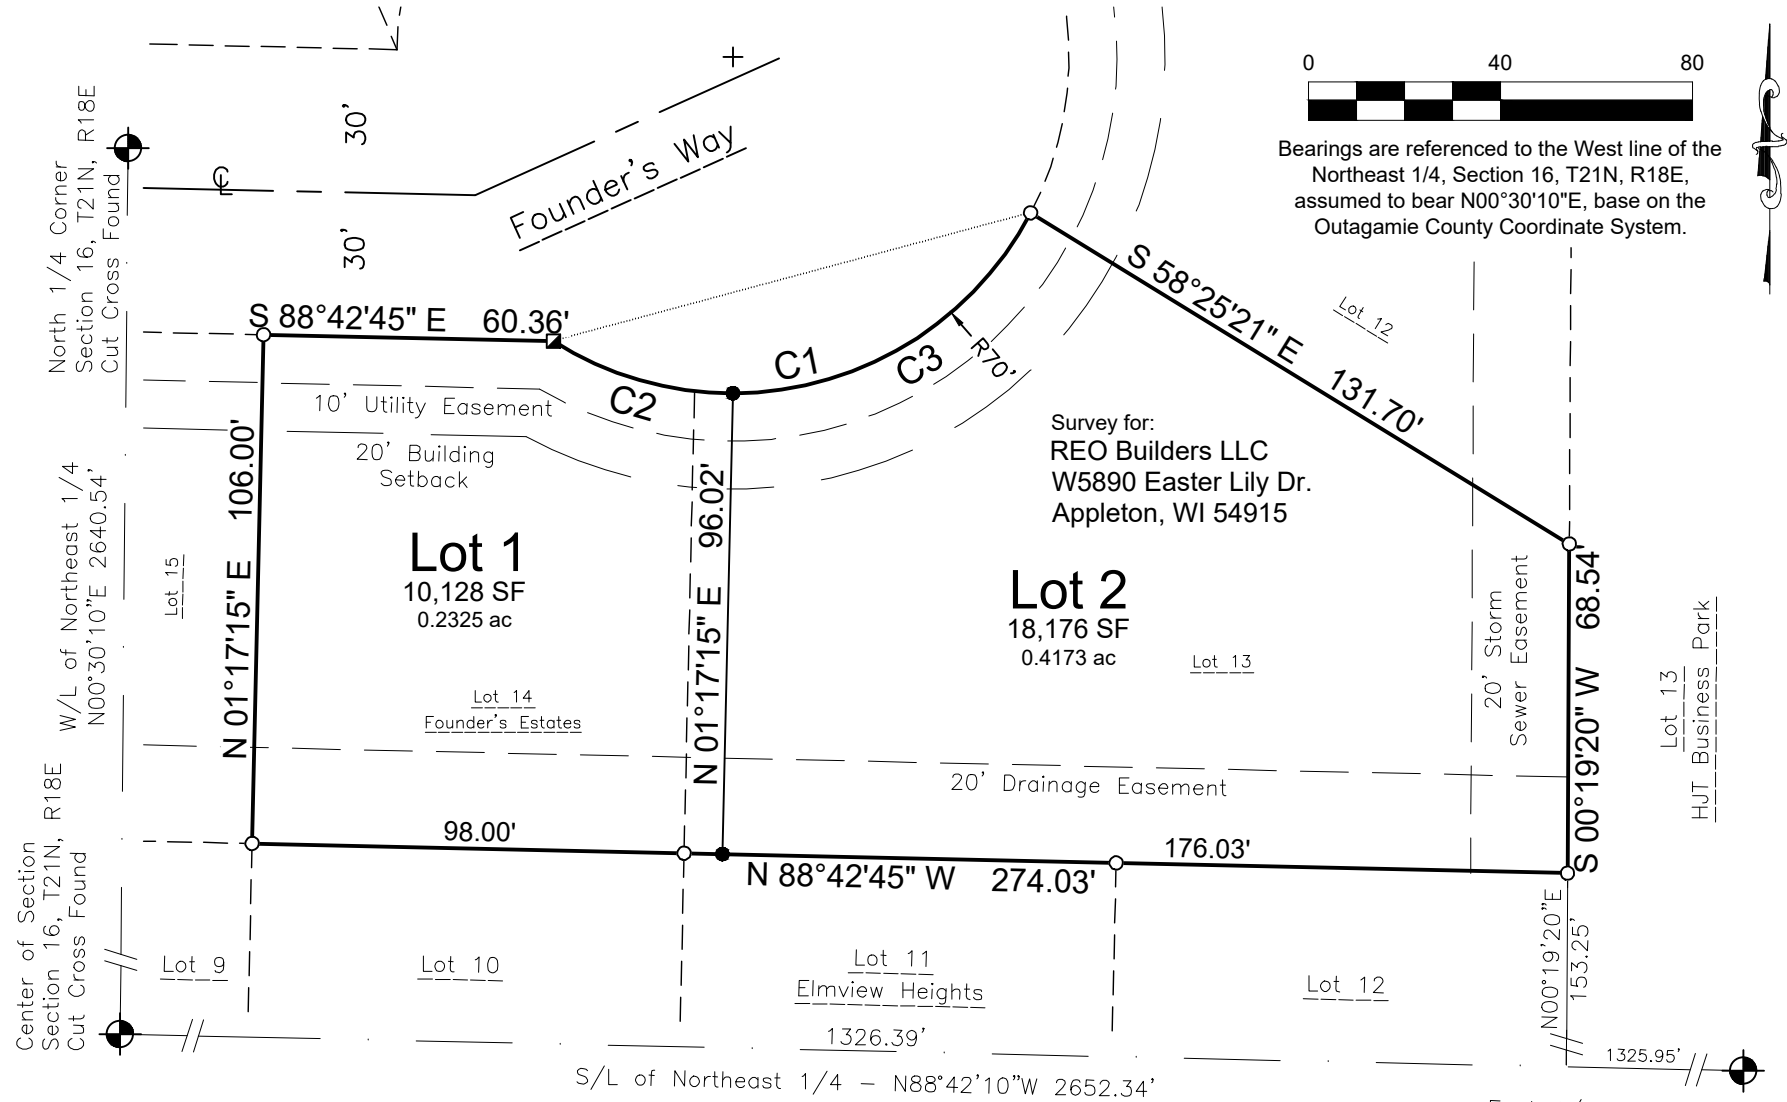 0 40 80
Bearings are referenced to the West line of the
Northeast 1/4, Section 16, T21N, R18E,
assumed to bear N00°30'10"E, base on the
Outagamie County Coordinate System.
North 1/4 Corner
Section 16, T21N, R18E
Cut Cross Found
30'
℄
30'
Founder's Way
S 88°42'45" E 60.36'
S 58°25'21" E 131.70'
Lot 12
C1
C2
C3
R70'
10' Utility Easement
20' Building
Setback
Survey for:
REO Builders LLC
W5890 Easter Lily Dr.
Appleton, WI 54915
W/L of Northeast 1/4
N00°30'10"E 2640.54'
Lot 15
N 01°17'15" E 106.00'
Lot 1
10,128 SF
0.2325 ac
N 01°17'15" E 96.02'
Lot 2
18,176 SF
0.4173 ac
Lot 13
20' Storm
Sewer Easement
S 00°19'20" W 68.54'
Lot 13
HJT Business Park
Lot 14
Founder's Estates
20' Drainage Easement
98.00'
176.03'
N 88°42'45" W 274.03'
Center of Section
Section 16, T21N, R18E
Cut Cross Found
Lot 9
Lot 10
Lot 11
Elmview Heights
Lot 12
N00°19'20"E
153.25'
1326.39'
1325.95'
S/L of Northeast 1/4 – N88°42'10"W 2652.34'